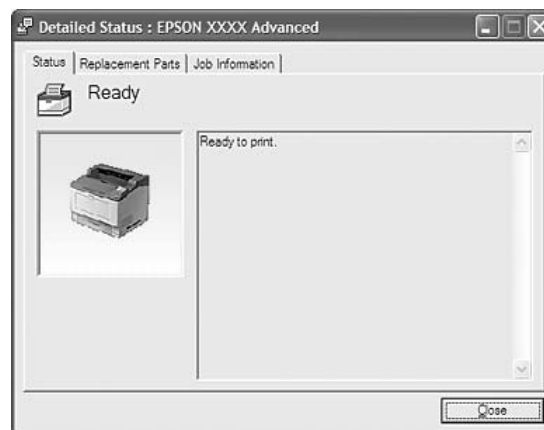 Detailed Status : EPSON XXXX Advanced
Status Replacement Parts Job Information
Ready
Ready to print.
Close